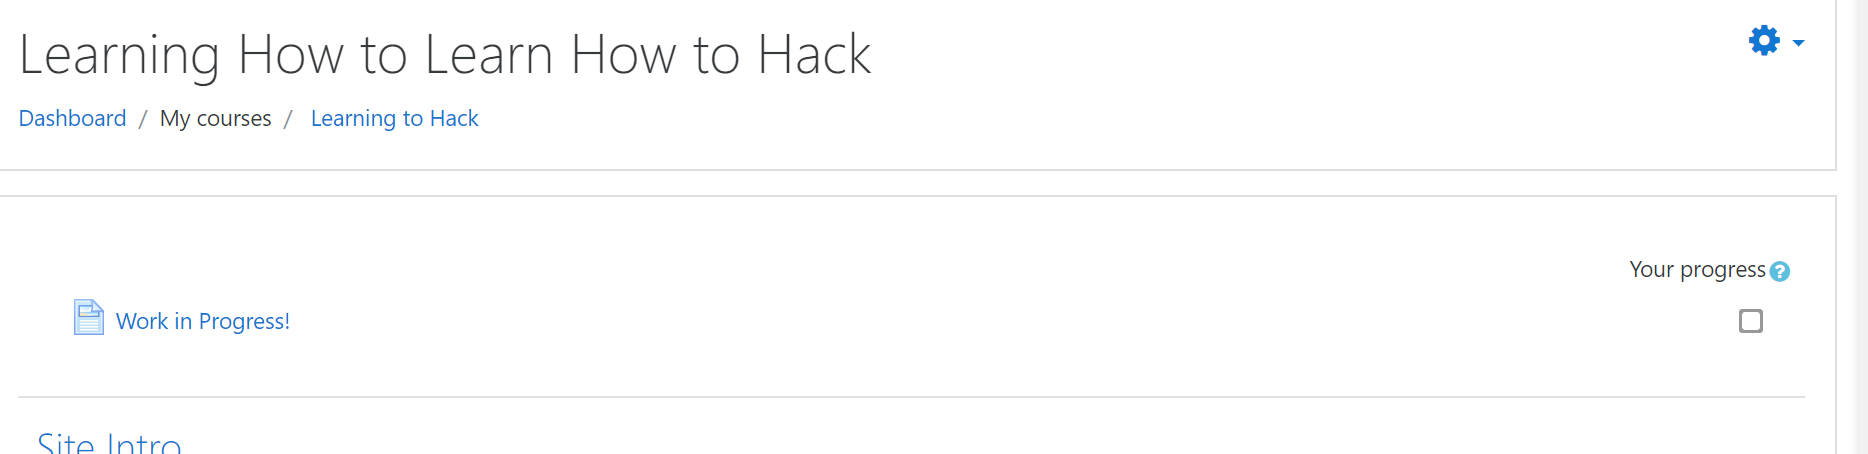 Learning How to Learn How to Hack
Dashboard / My courses / Learning to Hack
Your progress ?
Work in Progress!
Site Intro